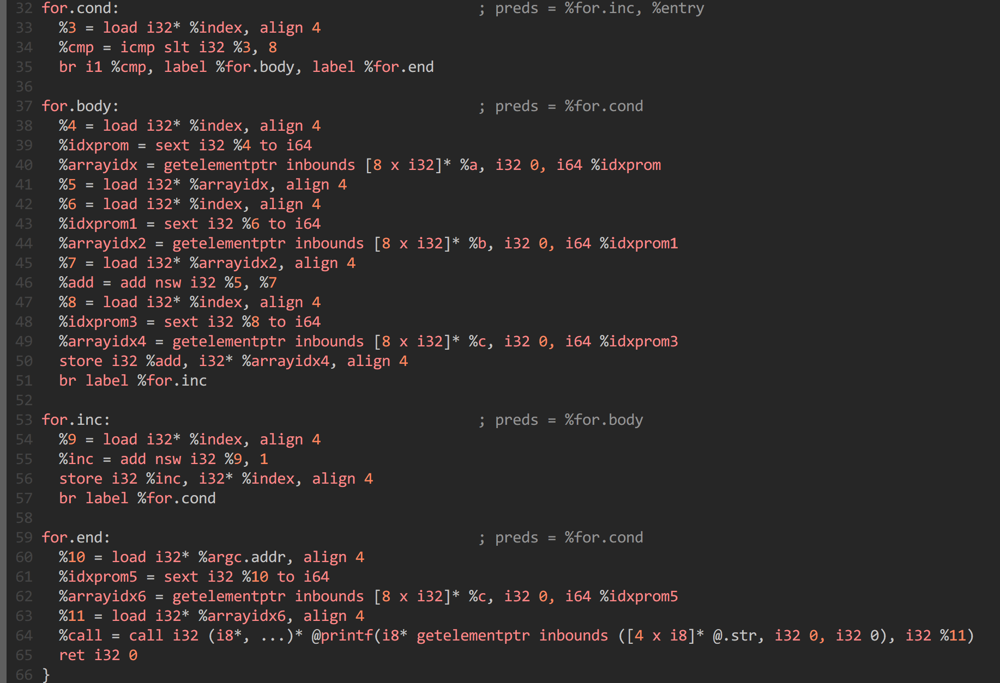 32 for.cond:                                         ; preds = %for.inc, %entry
33   %3 = load i32* %index, align 4
34   %cmp = icmp slt i32 %3, 8
35   br i1 %cmp, label %for.body, label %for.end
36
37 for.body:                                         ; preds = %for.cond
38   %4 = load i32* %index, align 4
39   %idxprom = sext i32 %4 to i64
40   %arrayidx = getelementptr inbounds [8 x i32]* %a, i32 0, i64 %idxprom
41   %5 = load i32* %arrayidx, align 4
42   %6 = load i32* %index, align 4
43   %idxprom1 = sext i32 %6 to i64
44   %arrayidx2 = getelementptr inbounds [8 x i32]* %b, i32 0, i64 %idxprom1
45   %7 = load i32* %arrayidx2, align 4
46   %add = add nsw i32 %5, %7
47   %8 = load i32* %index, align 4
48   %idxprom3 = sext i32 %8 to i64
49   %arrayidx4 = getelementptr inbounds [8 x i32]* %c, i32 0, i64 %idxprom3
50   store i32 %add, i32* %arrayidx4, align 4
51   br label %for.inc
52
53 for.inc:                                          ; preds = %for.body
54   %9 = load i32* %index, align 4
55   %inc = add nsw i32 %9, 1
56   store i32 %inc, i32* %index, align 4
57   br label %for.cond
58
59 for.end:                                          ; preds = %for.cond
60   %10 = load i32* %argc.addr, align 4
61   %idxprom5 = sext i32 %10 to i64
62   %arrayidx6 = getelementptr inbounds [8 x i32]* %c, i32 0, i64 %idxprom5
63   %11 = load i32* %arrayidx6, align 4
64   %call = call i32 (i8*, ...)* @printf(i8* getelementptr inbounds ([4 x i8]* @.str, i32 0, i32 0), i32 %11)
65   ret i32 0
66 }